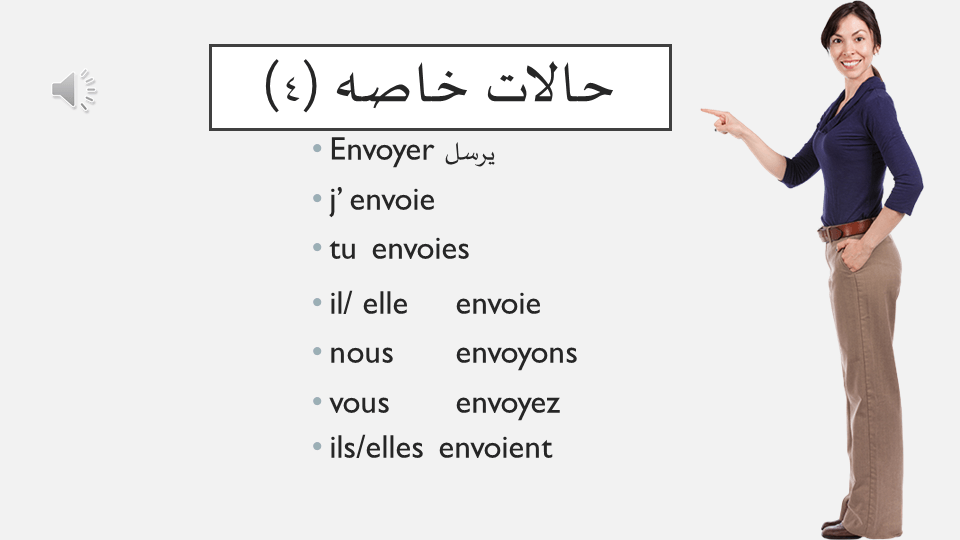 حالات خاصه (٤)
Envoyer يرسل
j’ envoie
tu envoies
il/ elle envoie
nous envoyons
vous envoyez
ils/elles envoient